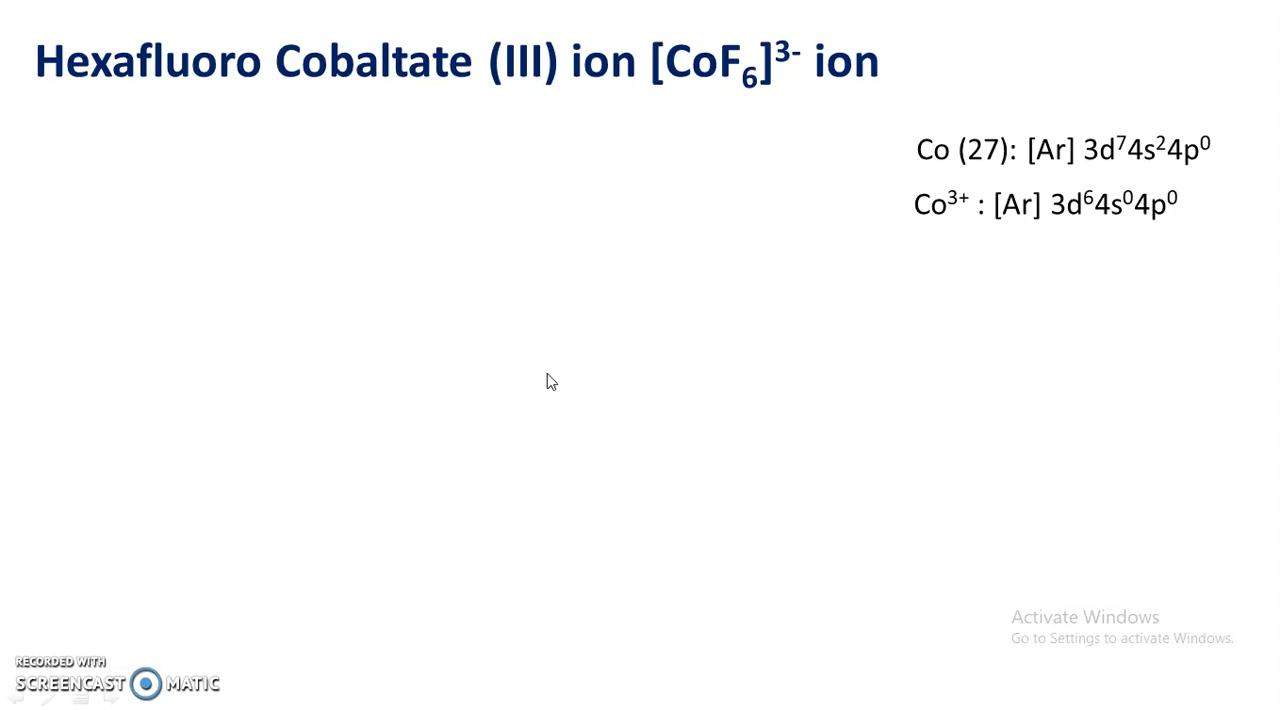 Hexafluoro Cobaltate (III) ion [CoF₆]³⁻ ion
Co (27): [Ar] 3d⁷4s²4p⁰
Co³⁺ : [Ar] 3d⁶4s⁰4p⁰
Activate Windows
Go to Settings to activate Windows.
RECORDED WITH
SCREENCAST MATIC